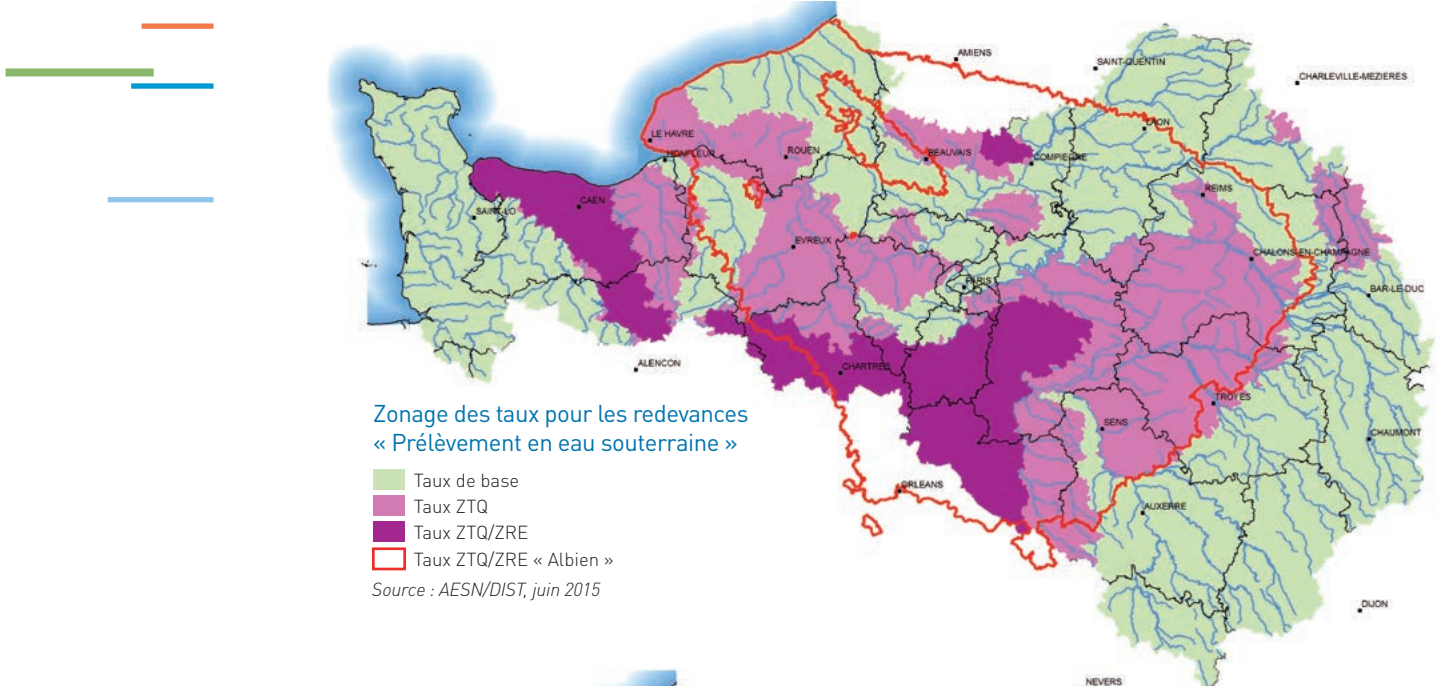 AMIENS
SAINT-QUENTIN
CHARLEVILLE-MEZIERES
LAON
LE HAVRE
HONFLEUR
ROUEN
BEAUVAIS
COMPIEGNE
REIMS
SAINT-LO
CAEN
EVREUX
CHALONS-EN-CHAMPAGNE
PARIS
BAR-LE-DUC
ALENCON
CHARTRES
TROYES
SENS
CHAUMONT
ORLEANS
AUXERRE
DIJON
NEVERS
Zonage des taux pour les redevances
« Prélèvement en eau souterraine »
Taux de base
Taux ZTQ
Taux ZTQ/ZRE
Taux ZTQ/ZRE « Albien »
Source : AESN/DIST, juin 2015